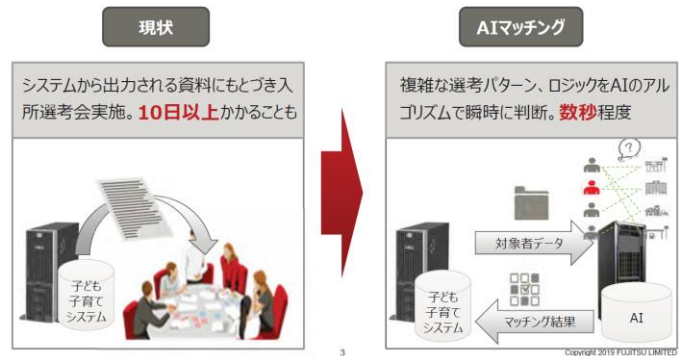 現状
システムから出力される資料にもとづき入
所選考会実施。10日以上かかることも
子ども
子育て
システム
AIマッチング
複雑な選考パターン、ロジックをAIのアル
ゴリズムで瞬時に判断。数秒程度
?
対象者データ
子ども
子育て
システム
マッチング結果
AI
3
Copyright 2019 FUJITSU LIMITED